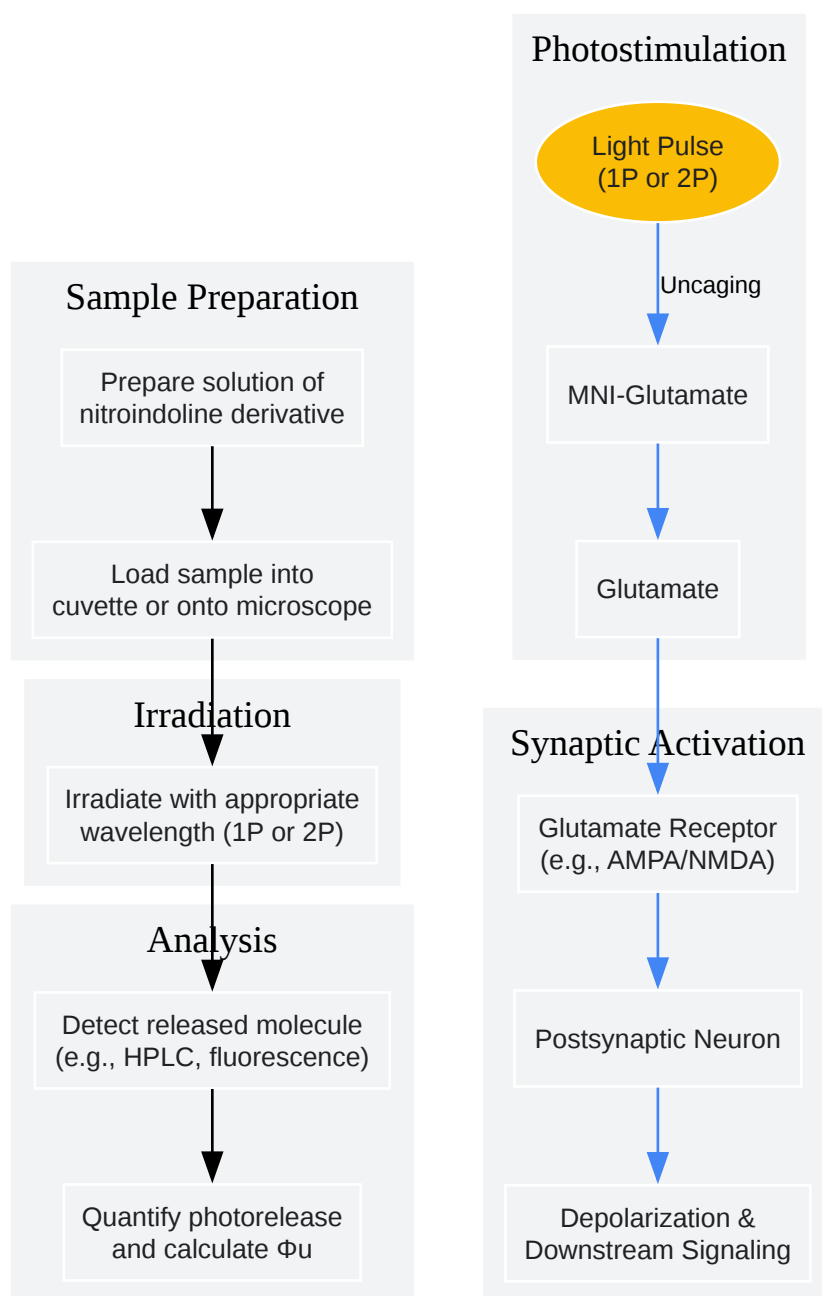 Sample Preparation
Prepare solution of
nitroindoline derivative
Load sample into
cuvette or onto microscope
Irradiation
Irradiate with appropriate
wavelength (1P or 2P)
Analysis
Detect released molecule
(e.g., HPLC, fluorescence)
Quantify photorelease
and calculate Φu
Photostimulation
Light Pulse
(1P or 2P)
Uncaging
MNI-Glutamate
Glutamate
Synaptic Activation
Glutamate Receptor
(e.g., AMPA/NMDA)
Postsynaptic Neuron
Depolarization &
Downstream Signaling